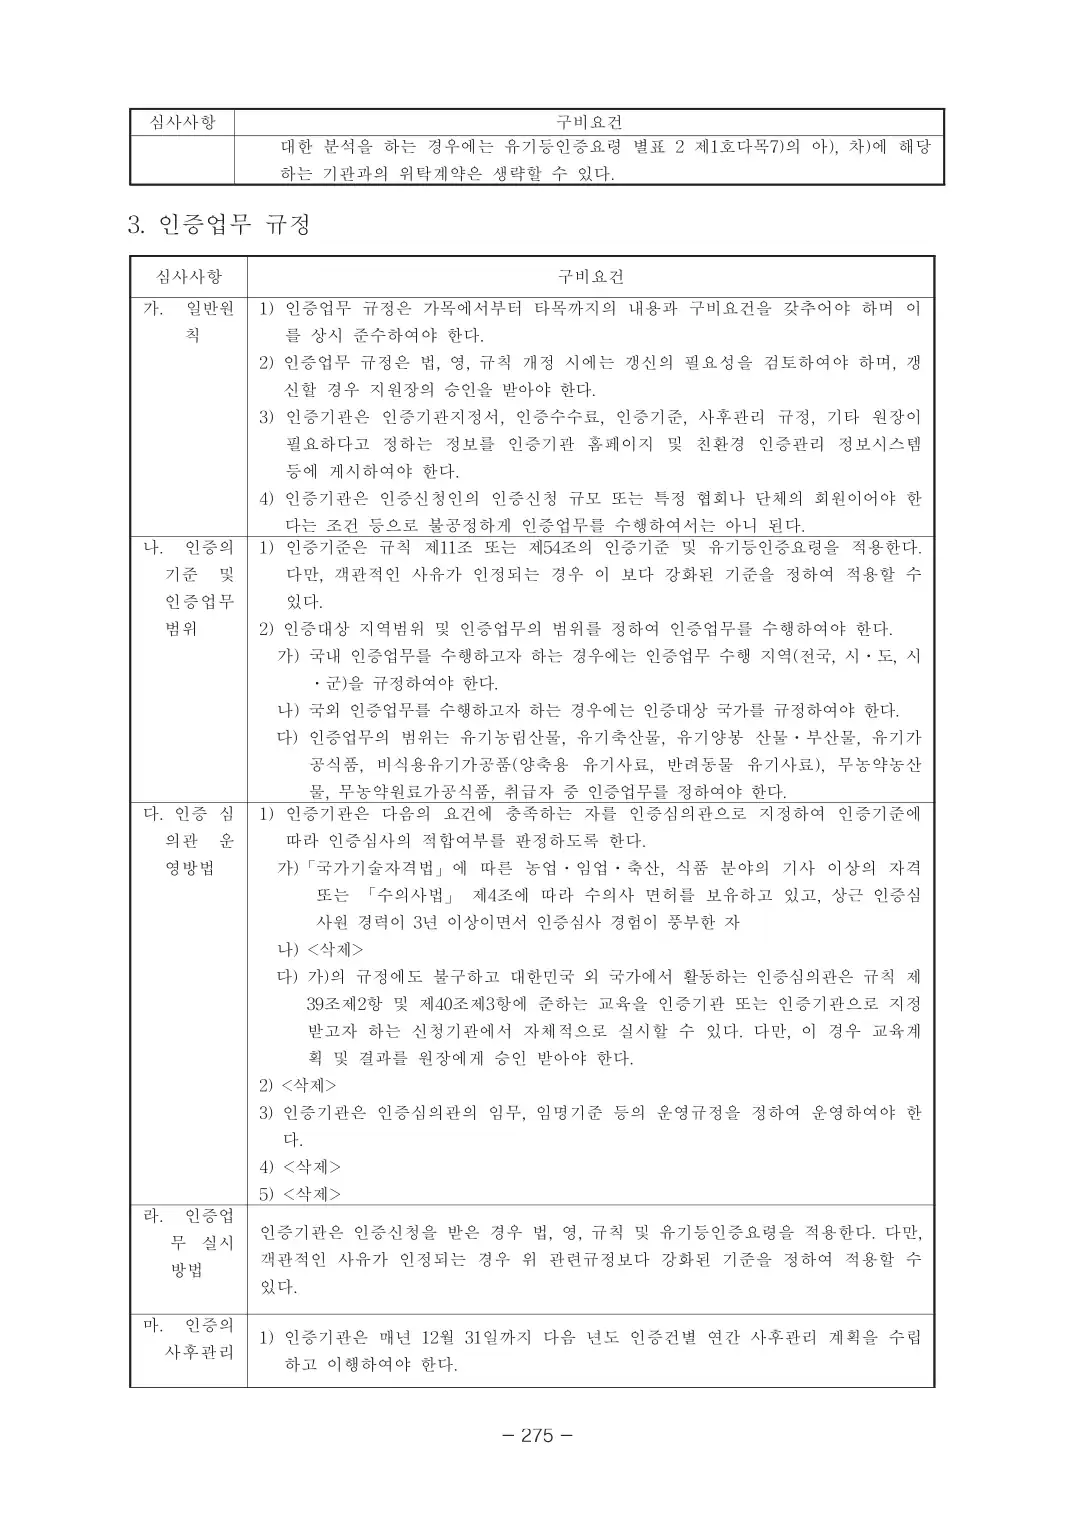 심사사항 구비요건
대한 분석을 하는 경우에는 유기등인증요령 별표 2 제1호다목7)의 아), 차)에 해당
하는 기관과의 위탁계약은 생략할 수 있다.
3. 인증업무 규정
심사사항 구비요건
가. 일반원
칙
1) 인증업무 규정은 가목에서부터 타목까지의 내용과 구비요건을 갖추어야 하며 이
를 상시 준수하여야 한다.
2) 인증업무 규정은 법, 영, 규칙 개정 시에는 갱신의 필요성을 검토하여야 하며, 갱
신할 경우 지원장의 승인을 받아야 한다.
3) 인증기관은 인증기관지정서, 인증수수료, 인증기준, 사후관리 규정, 기타 원장이
필요하다고 정하는 정보를 인증기관 홈페이지 및 친환경 인증관리 정보시스템
등에 게시하여야 한다.
4) 인증기관은 인증신청인의 인증신청 규모 또는 특정 협회나 단체의 회원이어야 한
다는 조건 등으로 불공정하게 인증업무를 수행하여서는 아니 된다.
나. 인증의
기준 및
인증업무
범위
1) 인증기준은 규칙 제11조 또는 제54조의 인증기준 및 유기등인증요령을 적용한다.
다만, 객관적인 사유가 인정되는 경우 이 보다 강화된 기준을 정하여 적용할 수
있다.
2) 인증대상 지역범위 및 인증업무의 범위를 정하여 인증업무를 수행하여야 한다.
가) 국내 인증업무를 수행하고자 하는 경우에는 인증업무 수행 지역(전국, 시·도, 시
·군)을 규정하여야 한다.
나) 국외 인증업무를 수행하고자 하는 경우에는 인증대상 국가를 규정하여야 한다.
다) 인증업무의 범위는 유기농림산물, 유기축산물, 유기양봉 산물·부산물, 유기가
공식품, 비식용유기가공품(양축용 유기사료, 반려동물 유기사료), 무농약농산
물, 무농약원료가공식품, 취급자 중 인증업무를 정하여야 한다.
다. 인증 심
의관 운
영방법
1) 인증기관은 다음의 요건에 충족하는 자를 인증심의관으로 지정하여 인증기준에
따라 인증심사의 적합여부를 판정하도록 한다.
가)「국가기술자격법」에 따른 농업·임업·축산, 식품 분야의 기사 이상의 자격
또는 「수의사법」 제4조에 따라 수의사 면허를 보유하고 있고, 상근 인증심
사원 경력이 3년 이상이면서 인증심사 경험이 풍부한 자
나) <삭제>
다) 가)의 규정에도 불구하고 대한민국 외 국가에서 활동하는 인증심의관은 규칙 제
39조제2항 및 제40조제3항에 준하는 교육을 인증기관 또는 인증기관으로 지정
받고자 하는 신청기관에서 자체적으로 실시할 수 있다. 다만, 이 경우 교육계
획 및 결과를 원장에게 승인 받아야 한다.
2) <삭제>
3) 인증기관은 인증심의관의 임무, 임명기준 등의 운영규정을 정하여 운영하여야 한
다.
4) <삭제>
5) <삭제>
라. 인증업
무 실시
방법
인증기관은 인증신청을 받은 경우 법, 영, 규칙 및 유기등인증요령을 적용한다. 다만,
객관적인 사유가 인정되는 경우 위 관련규정보다 강화된 기준을 정하여 적용할 수
있다.
마. 인증의
사후관리
1) 인증기관은 매년 12월 31일까지 다음 년도 인증건별 연간 사후관리 계획을 수립
하고 이행하여야 한다.
- 275 -